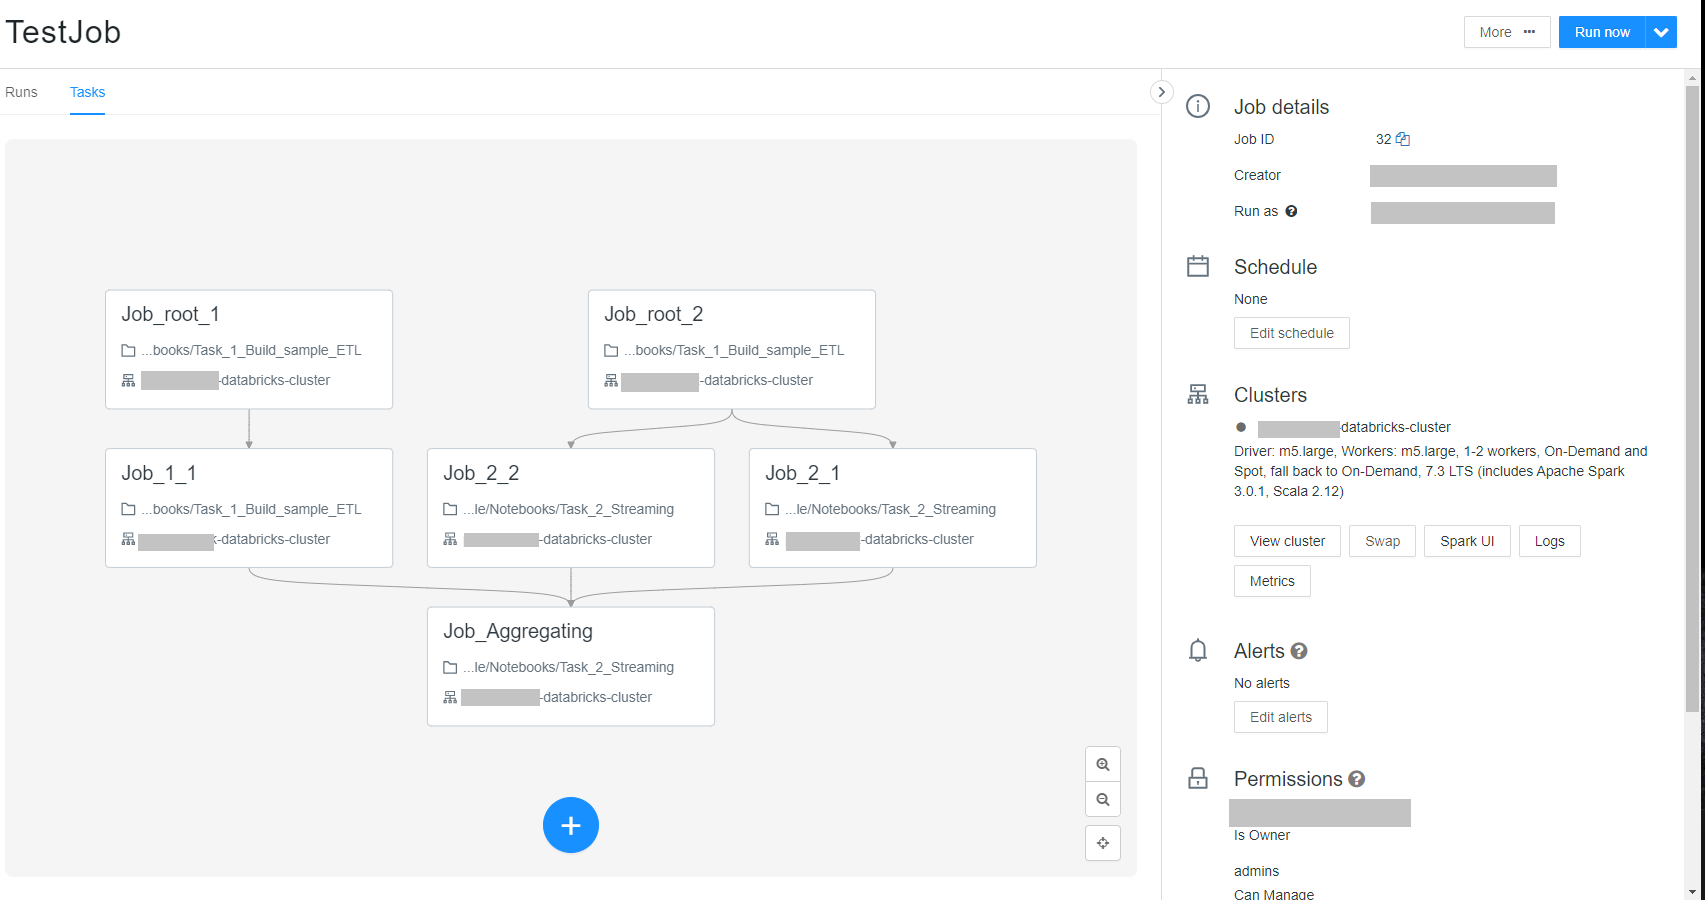 TestJob
More ···
Run now
Runs
Tasks
Job_root_1
...books/Task_1_Build_sample_ETL
-databricks-cluster
Job_root_2
...books/Task_1_Build_sample_ETL
-databricks-cluster
Job_1_1
...books/Task_1_Build_sample_ETL
-databricks-cluster
Job_2_2
...le/Notebooks/Task_2_Streaming
-databricks-cluster
Job_2_1
...le/Notebooks/Task_2_Streaming
-databricks-cluster
Job_Aggregating
...le/Notebooks/Task_2_Streaming
-databricks-cluster
Job details
Job ID 32
Creator
Run as
Schedule
None
Edit schedule
Clusters
databricks-cluster
Driver: m5.large, Workers: m5.large, 1-2 workers, On-Demand and
Spot, fall back to On-Demand, 7.3 LTS (includes Apache Spark
3.0.1, Scala 2.12)
View cluster
Swap
Spark UI
Logs
Metrics
Alerts
No alerts
Edit alerts
Permissions
Is Owner
admins
Can Manage